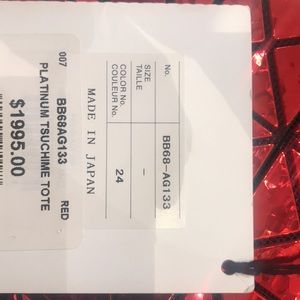 No. BB68-AG133
SIZE
TAILLE –
COLOR No.
COULEUR No. 24
MADE IN JAPAN
007 RED
BB68AG133
PLATINUM TSUCHIME TOTE
$1995.00